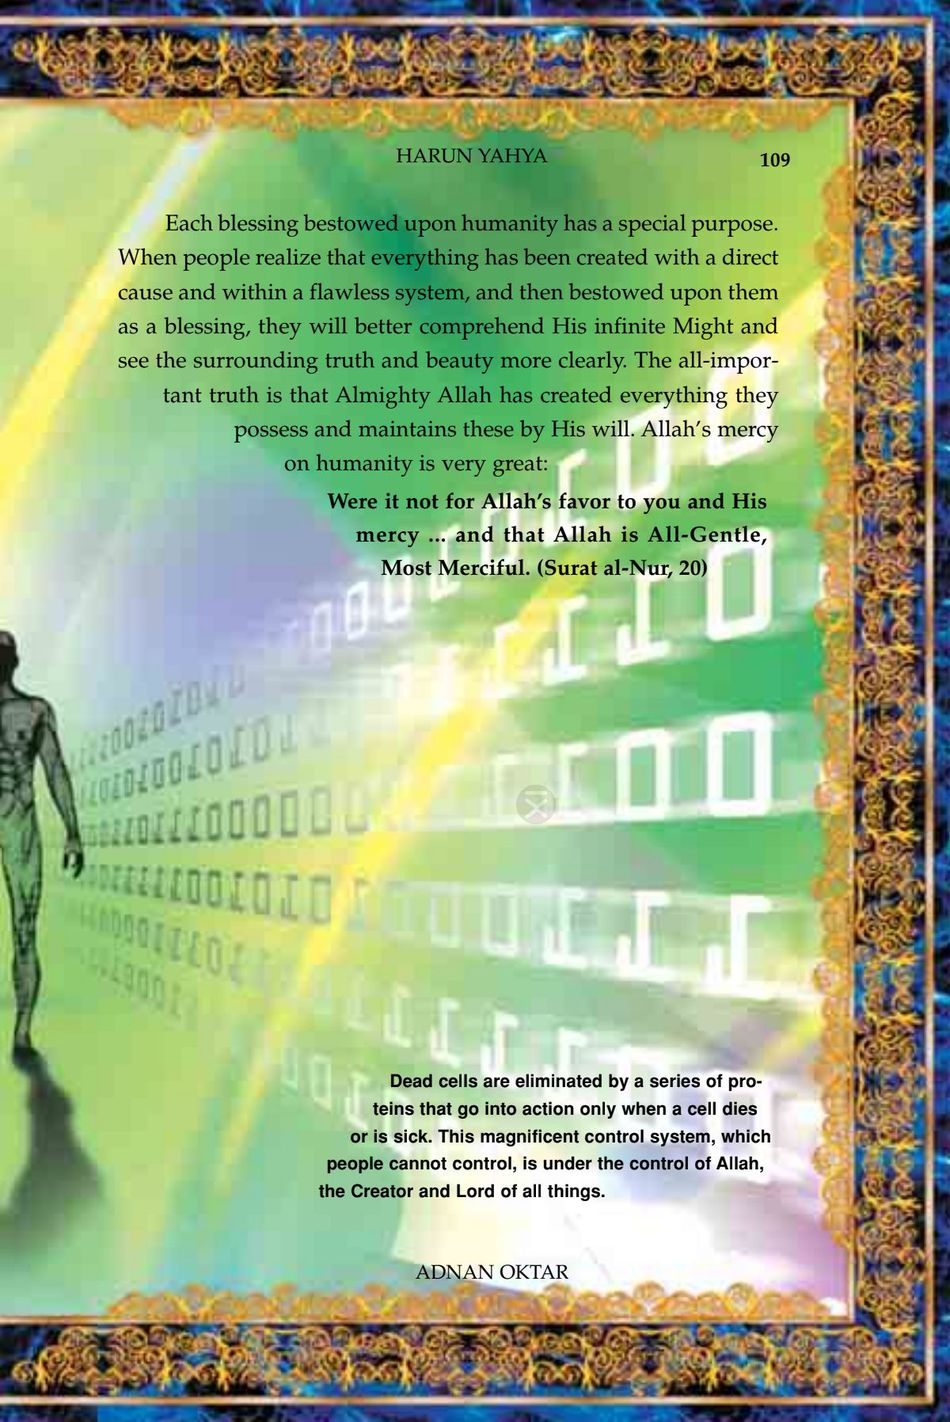 HARUN YAHYA
109
Each blessing bestowed upon humanity has a special purpose.
When people realize that everything has been created with a direct
cause and within a flawless system, and then bestowed upon them
as a blessing, they will better comprehend His infinite Might and
see the surrounding truth and beauty more clearly. The all-impor-
tant truth is that Almighty Allah has created everything they
possess and maintains these by His will. Allah's mercy
on humanity is very great:
Were it not for Allah's favor to you and His
mercy ... and that Allah is All-Gentle,
Most Merciful. (Surat al-Nur, 20)
Dead cells are eliminated by a series of pro-
teins that go into action only when a cell dies
or is sick. This magnificent control system, which
people cannot control, is under the control of Allah,
the Creator and Lord of all things.
ADNAN OKTAR